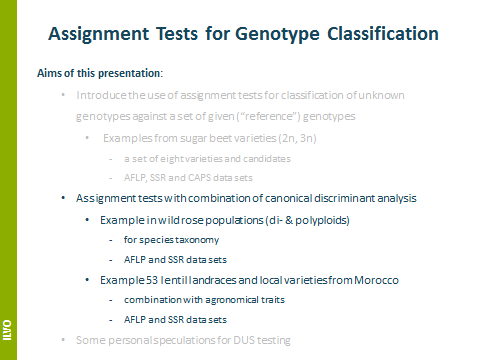 Assignment Tests for Genotype Classification
Aims of this presentation:
• Introduce the use of assignment tests for classification of unknown
genotypes against a set of given ("reference") genotypes
• Examples from sugar beet varieties (2n, 3n)
- a set of eight varieties and candidates
- AFLP, SSR and CAPS data sets
• Assignment tests with combination of canonical discriminant analysis
• Example in wild rose populations (di- & polyploids)
- for species taxonomy
- AFLP and SSR data sets
• Example 53 lentil landraces and local varieties from Morocco
- combination with agronomical traits
- AFLP and SSR data sets
• Some personal speculations for DUS testing
ILVO